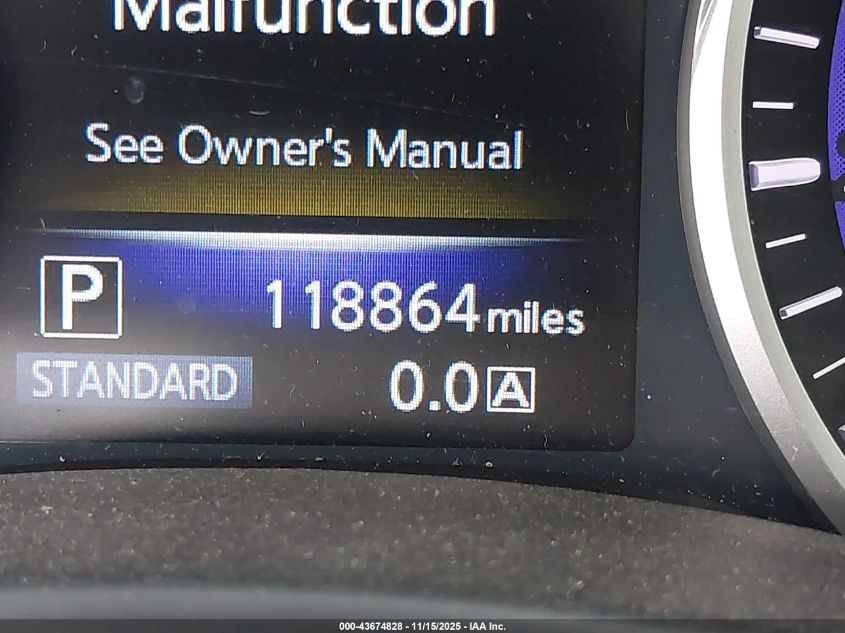 Malfunction
See Owner's Manual
P 118864 miles
STANDARD 0.0 A
000-43674828 - 11/15/2025 - IAA Inc.